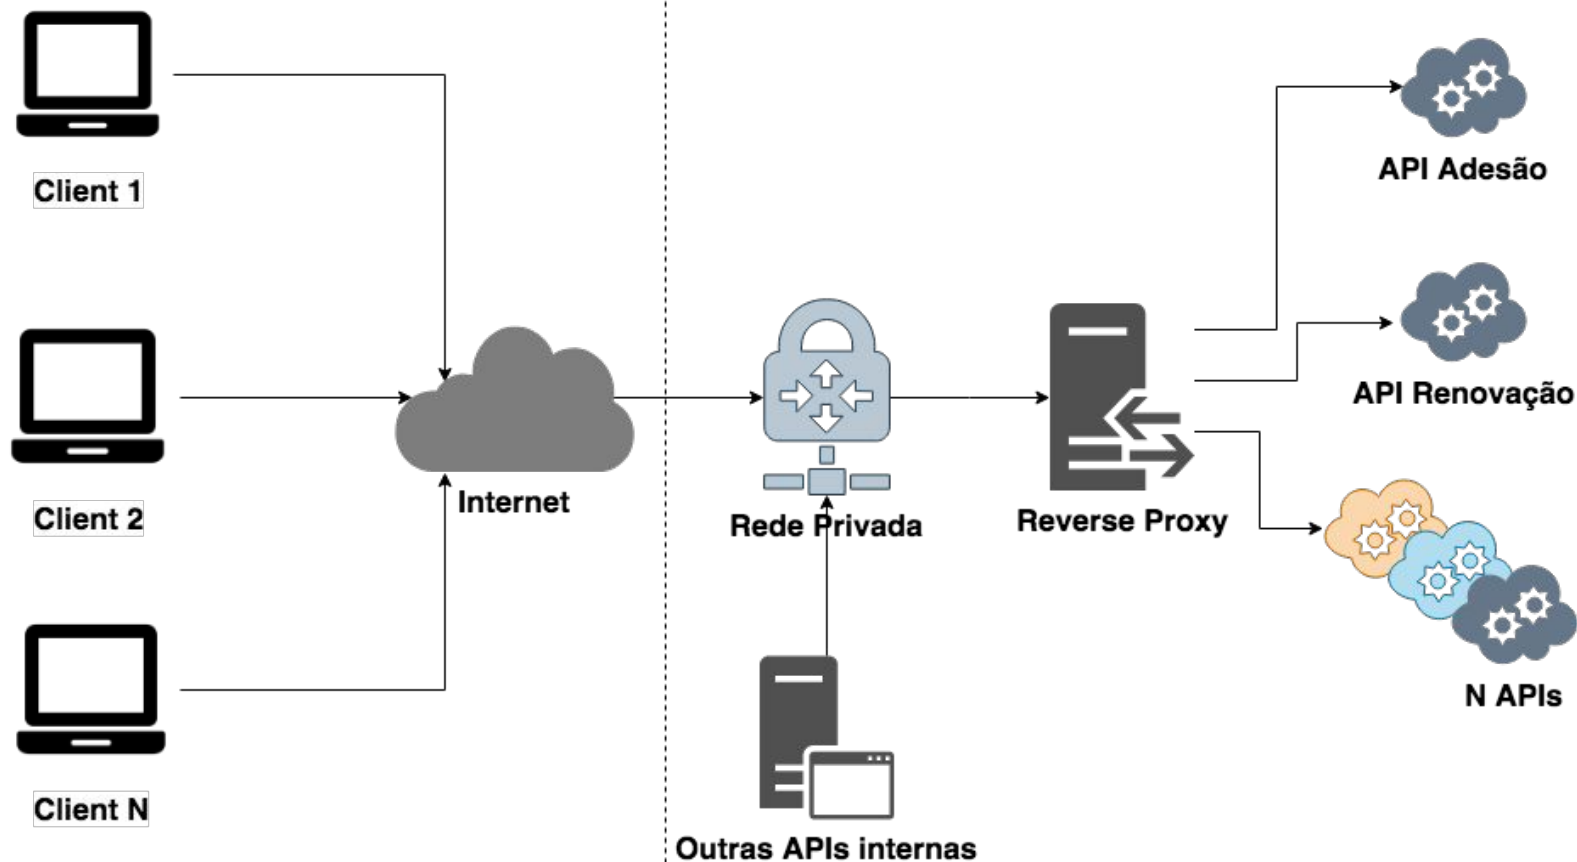 Client 1
Client 2
Client N
Internet
Rede Privada
Outras APIs internas
Reverse Proxy
API Adesão
API Renovação
N APIs